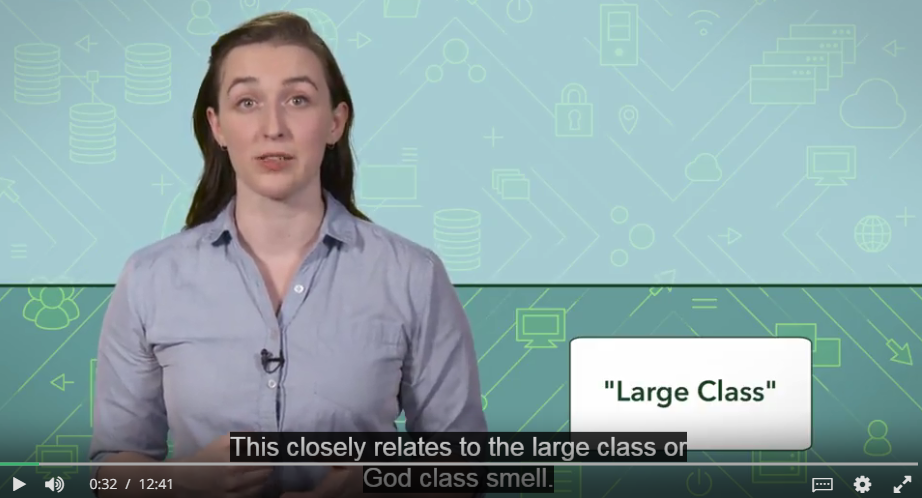 "Large Class"
This closely relates to the large class or
God class smell.
0:32 / 12:41